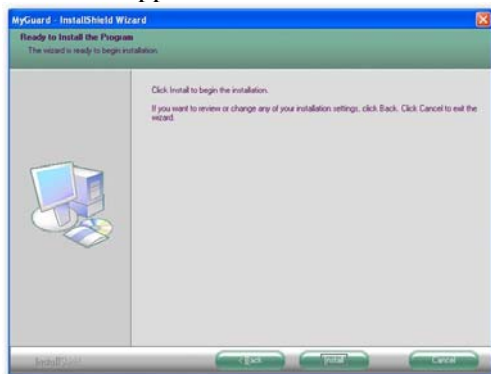 MyGuard - InstallShield Wizard
Ready to Install the Program
The wizard is ready to begin installation.
Click Install to begin the installation.
If you want to review or change any of your installation settings, click Back. Click Cancel to exit the
wizard.
InstallShield
< Back
Install
Cancel